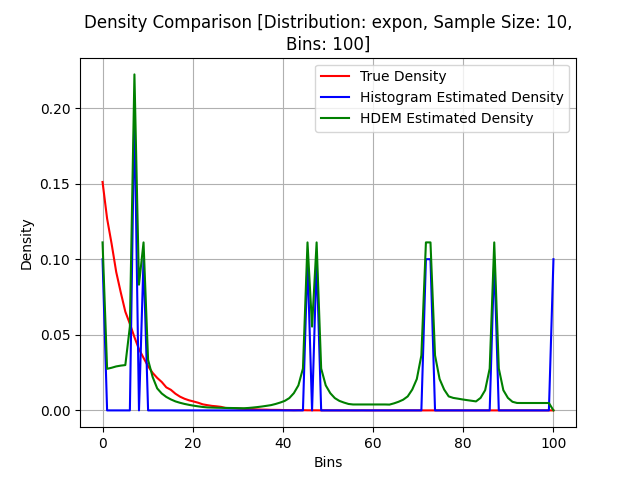 Density Comparison [Distribution: expon, Sample Size: 10,
Bins: 100]
True Density
Histogram Estimated Density
HDEM Estimated Density
Density
0.20
0.15
0.10
0.05
0.00
0 20 40 60 80 100
Bins